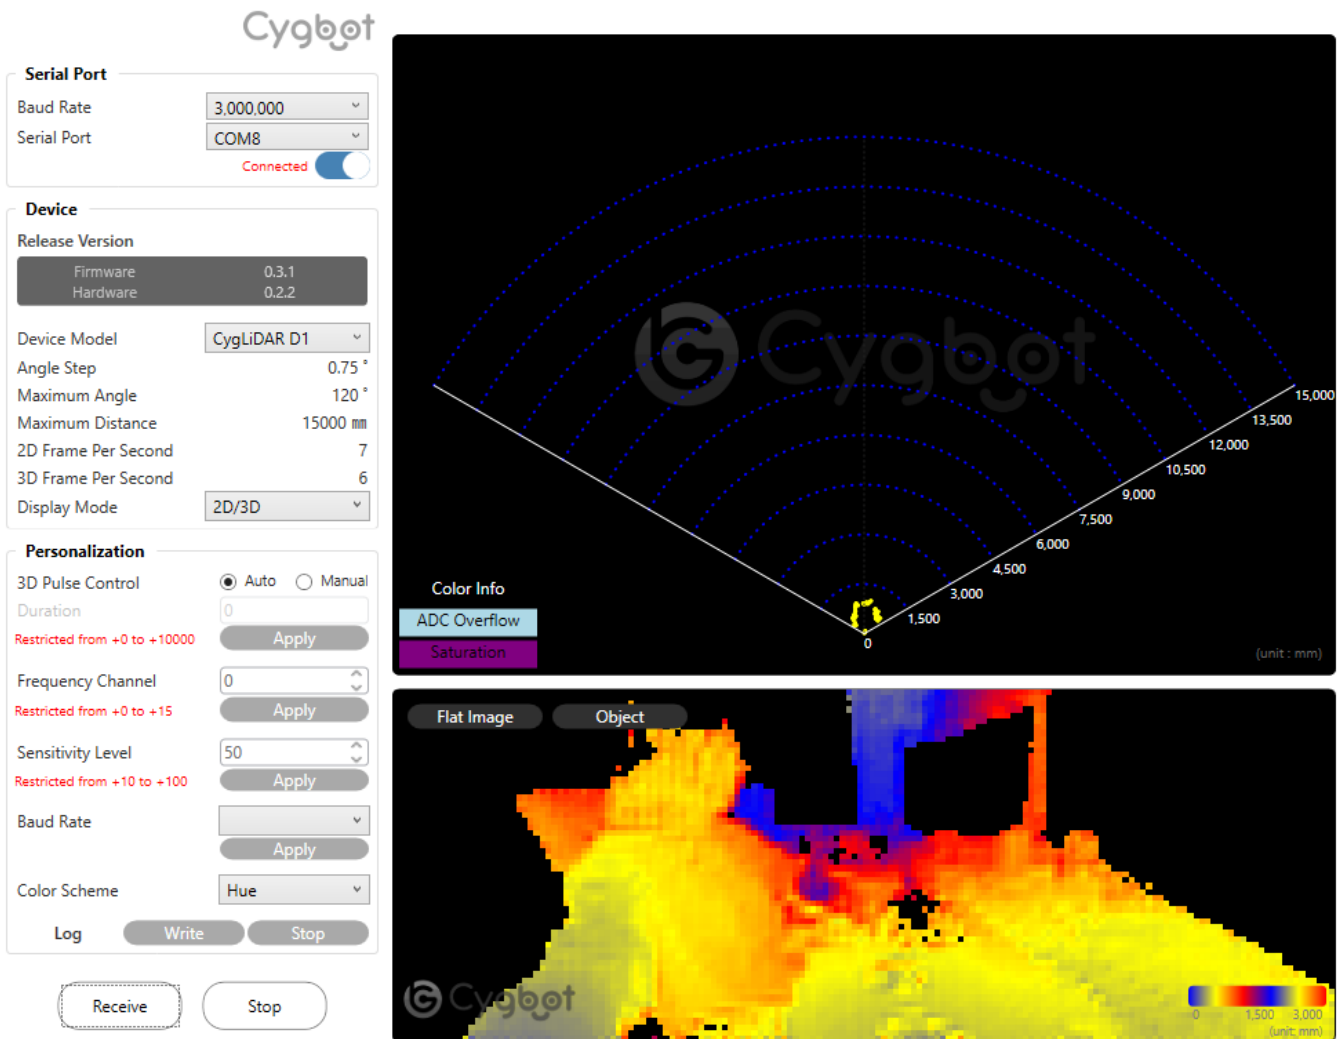 Cygbot
Serial Port
Baud Rate 3,000,000
Serial Port COM8
Connected
Device
Release Version
Firmware 0.3.1
Hardware 0.2.2
Device Model CygLiDAR D1
Angle Step 0.75 °
Maximum Angle 120 °
Maximum Distance 15000 ㎜
2D Frame Per Second 7
3D Frame Per Second 6
Display Mode 2D/3D
Personalization
3D Pulse Control Auto Manual
Duration 0
Restricted from +0 to +10000 Apply
Frequency Channel 0
Restricted from +0 to +15 Apply
Sensitivity Level 50
Restricted from +10 to +100 Apply
Baud Rate
Apply
Color Scheme Hue
Log Write Stop
Receive Stop
Cygbot
15,000
13,500
12,000
10,500
9,000
7,500
6,000
4,500
3,000
1,500
0
Color Info
ADC Overflow
Saturation
(unit : mm)
Flat Image Object
Cygbot
0 1,500 3,000
(unit: mm)